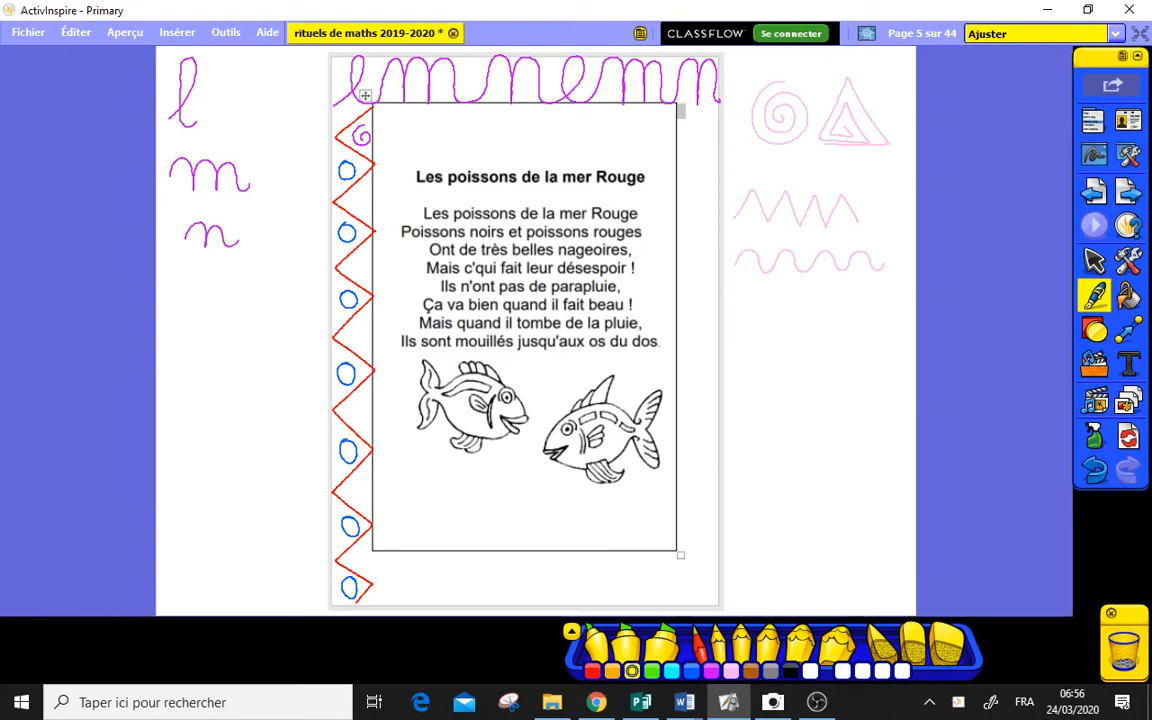 ActivInspire - Primary
Fichier Éditer Aperçu Insérer Outils Aide
rituels de maths 2019-2020 *
CLASSFLOW Se connecter
Page 5 sur 44
Ajuster
l
m
n
l m n e m n
Les poissons de la mer Rouge
Les poissons de la mer Rouge
Poissons noirs et poissons rouges
Ont de très belles nageoires,
Mais c'qui fait leur désespoir !
Ils n'ont pas de parapluie,
Ça va bien quand il fait beau !
Mais quand il tombe de la pluie,
Ils sont mouillés jusqu'aux os du dos.
Taper ici pour rechercher
FRA
06:56
24/03/2020